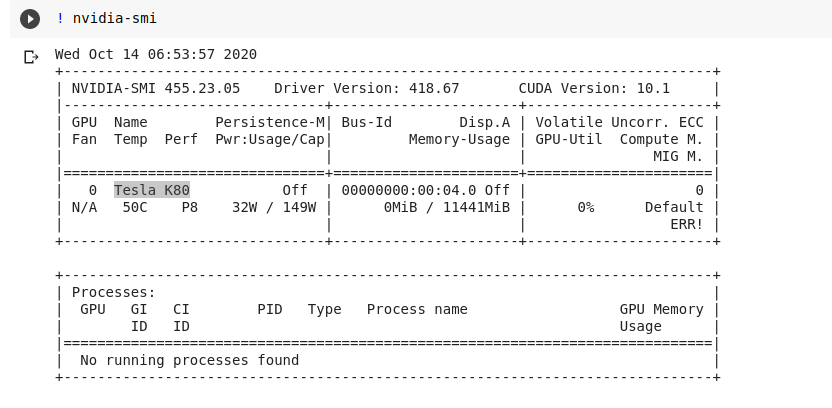 ! nvidia-smi
Wed Oct 14 06:53:57 2020
+-----------------------------------------------------------------------------+
| NVIDIA-SMI 455.23.05    Driver Version: 418.67       CUDA Version: 10.1     |
|-------------------------------+----------------------+----------------------+
| GPU  Name        Persistence-M| Bus-Id        Disp.A | Volatile Uncorr. ECC |
| Fan  Temp  Perf  Pwr:Usage/Cap|         Memory-Usage | GPU-Util  Compute M. |
|                               |                      |               MIG M. |
|===============================+======================+======================|
|   0  Tesla K80           Off  | 00000000:00:04.0 Off |                    0 |
| N/A   50C    P8    32W / 149W |      0MiB / 11441MiB |      0%      Default |
|                               |                      |                 ERR! |
+-------------------------------+----------------------+----------------------+

+-----------------------------------------------------------------------------+
| Processes:                                                                  |
|  GPU   GI   CI        PID   Type   Process name                  GPU Memory |
|        ID   ID                                                   Usage      |
|=============================================================================|
|  No running processes found                                                 |
+-----------------------------------------------------------------------------+